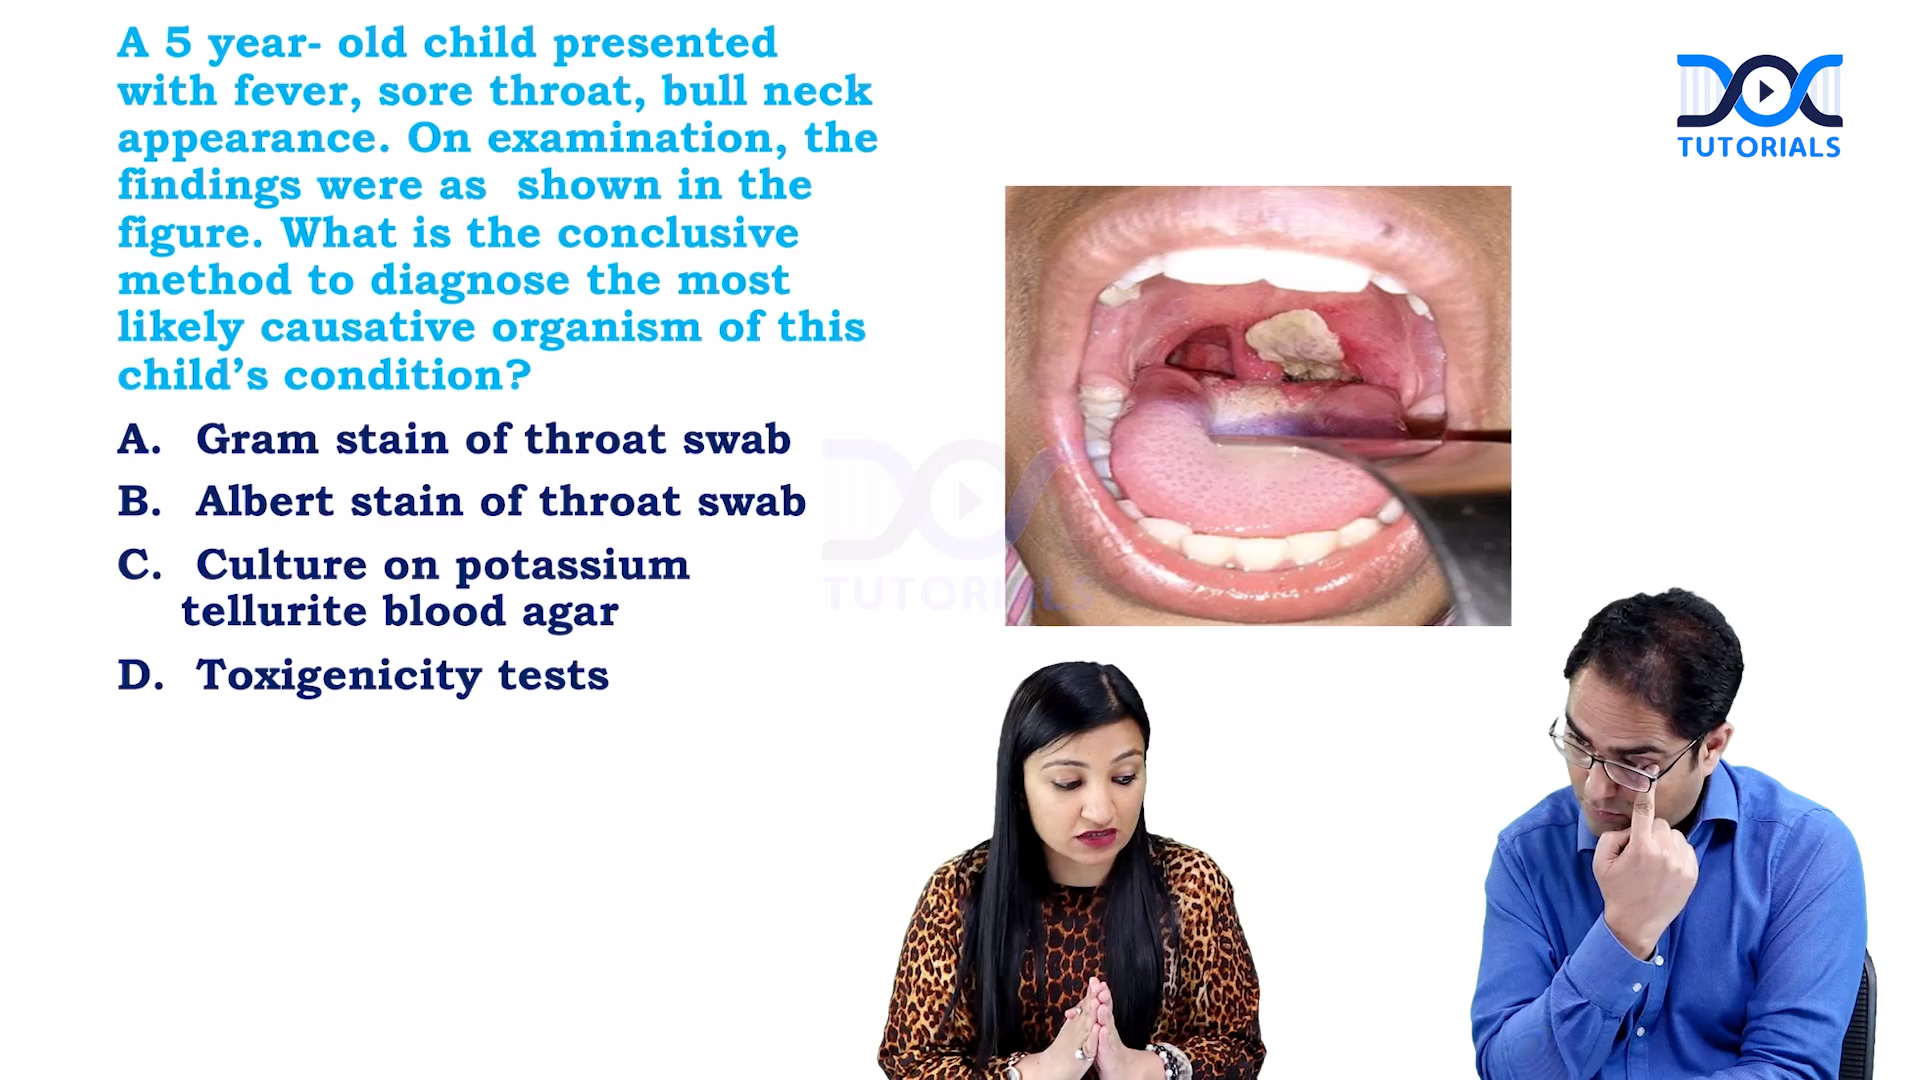 A 5 year- old child presented
with fever, sore throat, bull neck
appearance. On examination, the
findings were as shown in the
figure. What is the conclusive
method to diagnose the most
likely causative organism of this
child's condition?
A. Gram stain of throat swab
B. Albert stain of throat swab
C. Culture on potassium
tellurite blood agar
D. Toxigenicity tests
DOC
TUTORIALS
DOC
TUTORIALS